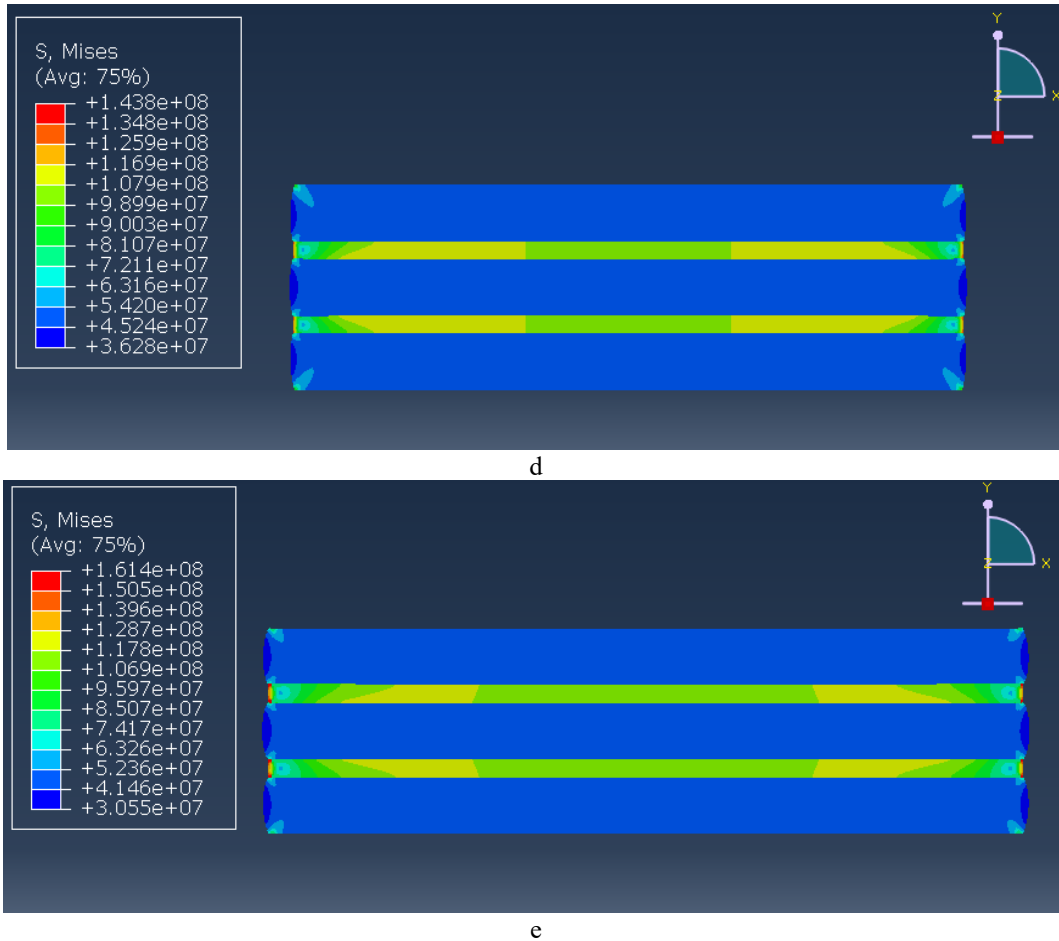 S, Mises
(Avg: 75%)
+1.438e+08
+1.348e+08
+1.259e+08
+1.169e+08
+1.079e+08
+9.899e+07
+9.003e+07
+8.107e+07
+7.211e+07
+6.316e+07
+5.420e+07
+4.524e+07
+3.628e+07
Y
Z
X
d
S, Mises
(Avg: 75%)
+1.614e+08
+1.505e+08
+1.396e+08
+1.287e+08
+1.178e+08
+1.069e+08
+9.597e+07
+8.507e+07
+7.417e+07
+6.326e+07
+5.236e+07
+4.146e+07
+3.055e+07
Y
Z
X
e